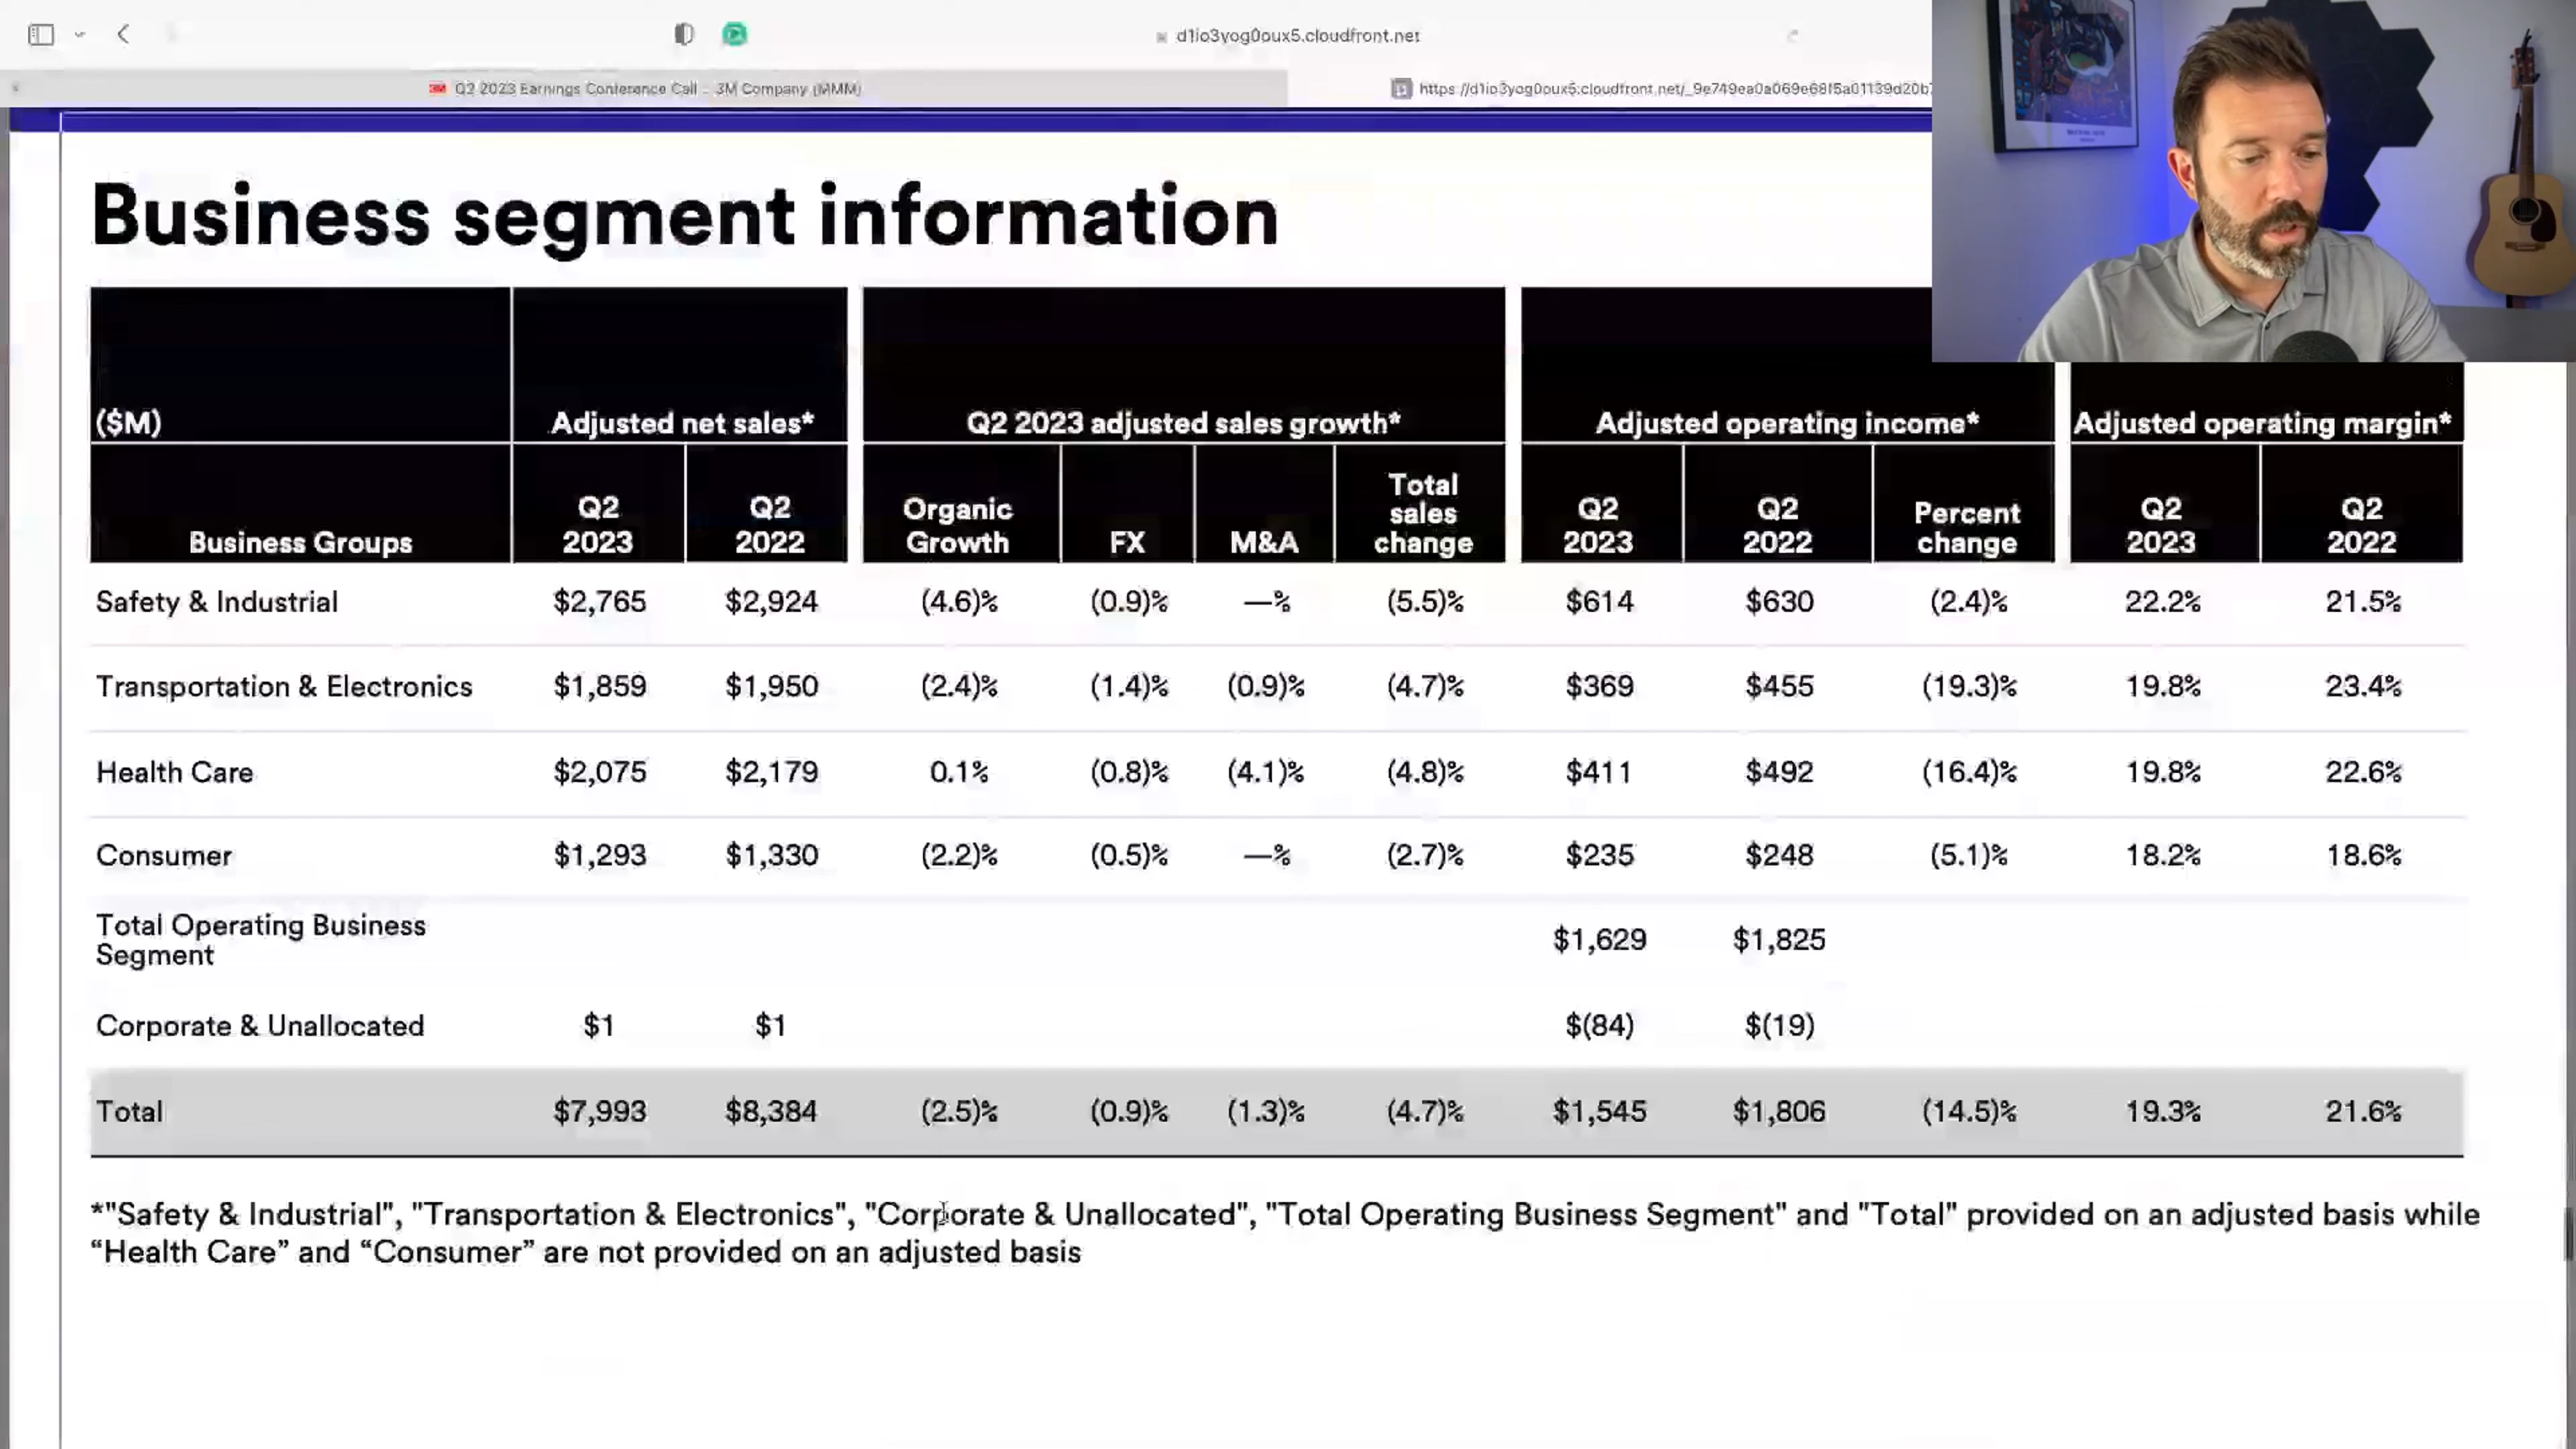 d1io3yog0oux5.cloudfront.net
Q2 2023 Earnings Conference Call :: 3M Company (MMM)
https://d1io3yog0oux5.cloudfront.net/_9e749ea0a069e68f5a01139d20b
Business segment information
($M) Adjusted net sales* Q2 2023 adjusted sales growth* Adjusted operating income* Adjusted operating margin*
Business Groups Q2 2023 Q2 2022 Organic Growth FX M&A Total sales change Q2 2023 Q2 2022 Percent change Q2 2023 Q2 2022
Safety & Industrial $2,765 $2,924 (4.6)% (0.9)% —% (5.5)% $614 $630 (2.4)% 22.2% 21.5%
Transportation & Electronics $1,859 $1,950 (2.4)% (1.4)% (0.9)% (4.7)% $369 $455 (19.3)% 19.8% 23.4%
Health Care $2,075 $2,179 0.1% (0.8)% (4.1)% (4.8)% $411 $492 (16.4)% 19.8% 22.6%
Consumer $1,293 $1,330 (2.2)% (0.5)% —% (2.7)% $235 $248 (5.1)% 18.2% 18.6%
Total Operating Business Segment $1,629 $1,825
Corporate & Unallocated $1 $1 $(84) $(19)
Total $7,993 $8,384 (2.5)% (0.9)% (1.3)% (4.7)% $1,545 $1,806 (14.5)% 19.3% 21.6%
*"Safety & Industrial", "Transportation & Electronics", "Corporate & Unallocated", "Total Operating Business Segment" and "Total" provided on an adjusted basis while
“Health Care” and “Consumer” are not provided on an adjusted basis